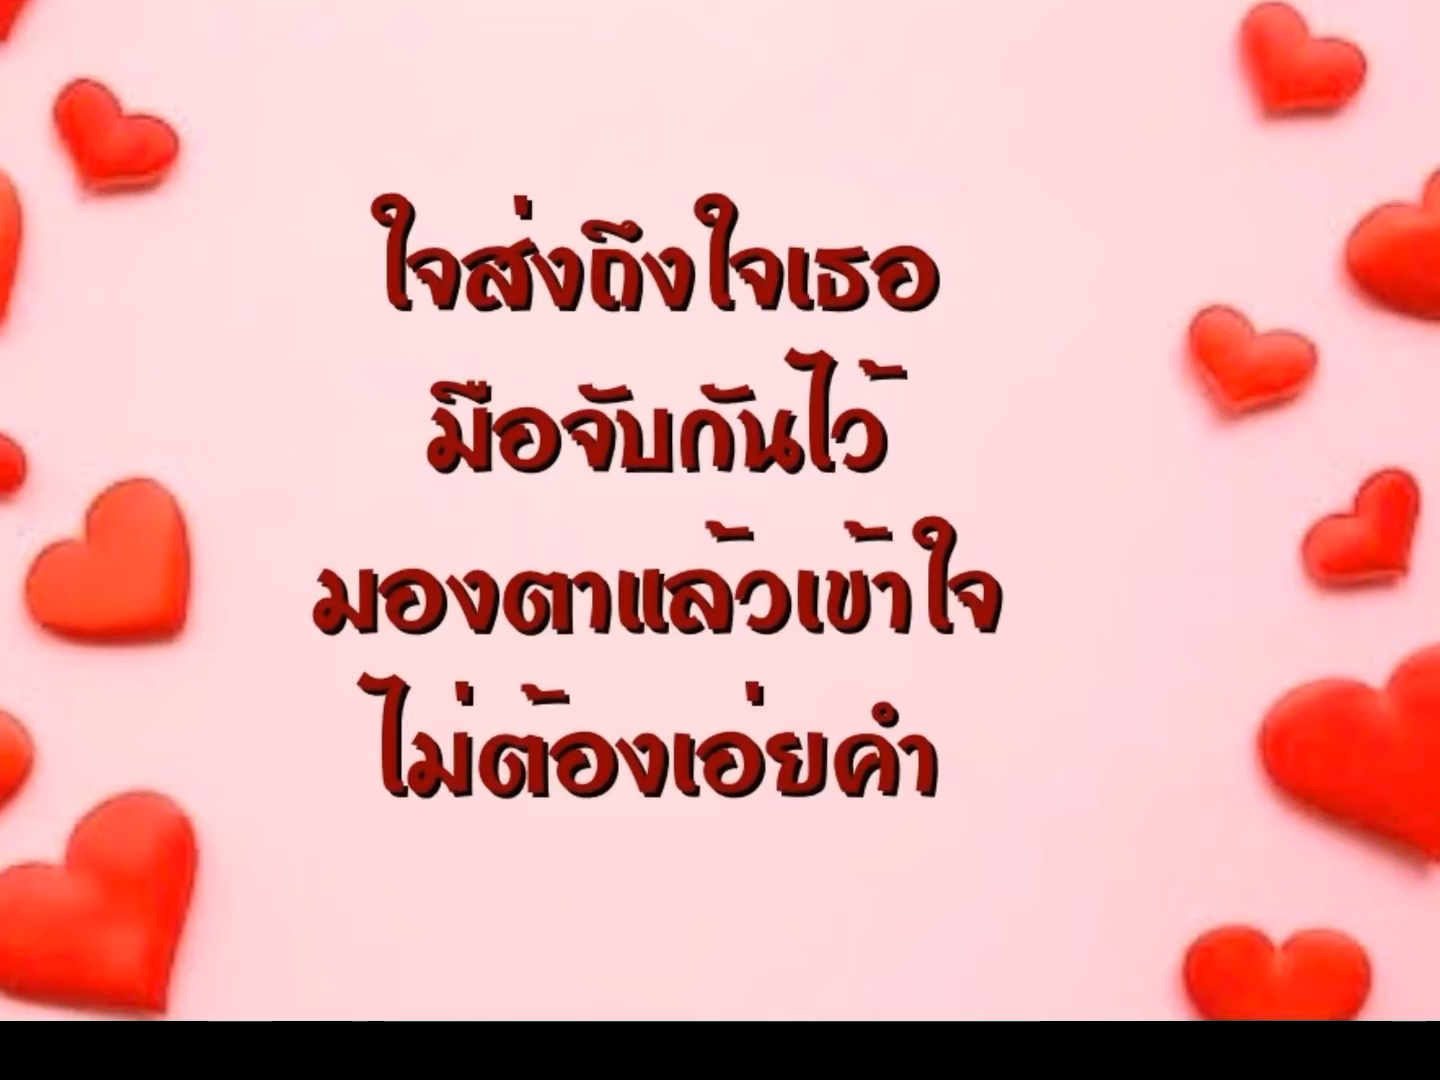 ใจส่งถึงใจเธอ
มือจับกันไว้
มองตาแล้วเข้าใจ
ไม่ต้องเอ่ยคำ